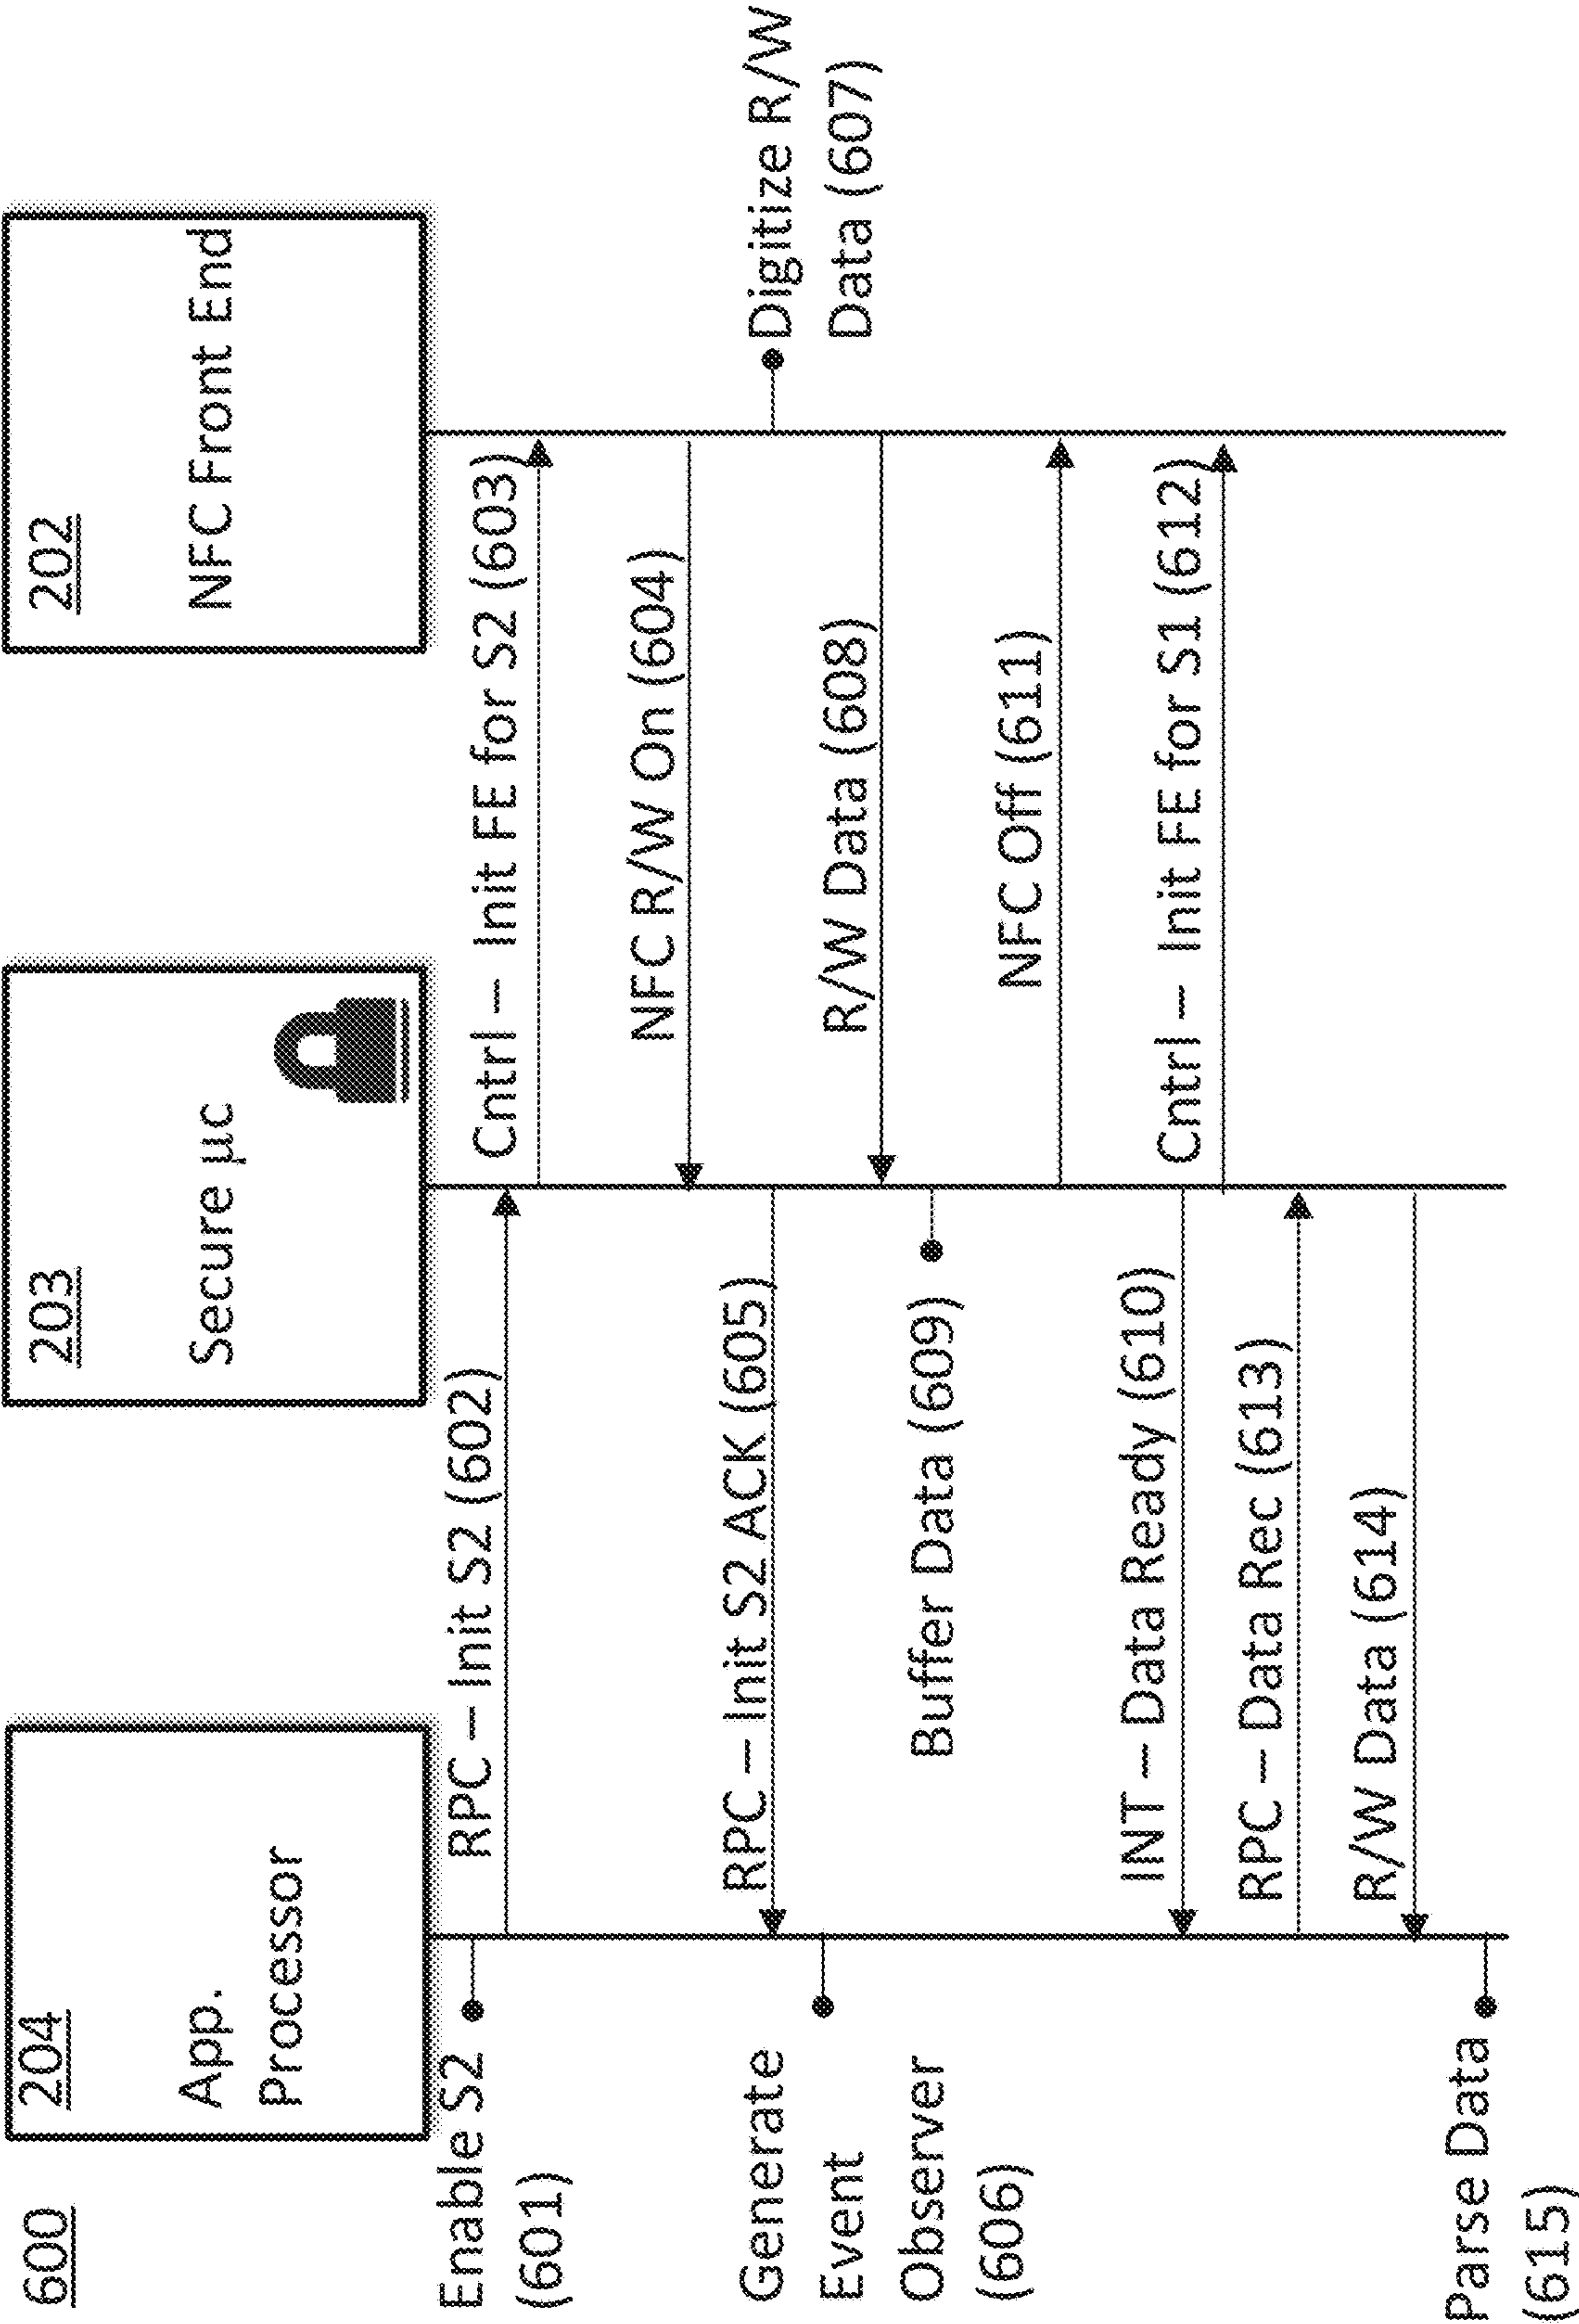 600
204
App.
Processor
203
Secure µc
202
NFC Front End
Enable S2
(601)
RPC – Init S2 (602)
Cntrl – Init FE for S2 (603)
NFC R/W On (604)
RPC – Init S2 ACK (605)
Generate
Event
Observer
(606)
Digitize R/W
Data (607)
R/W Data (608)
Buffer Data (609)
NFC Off (611)
INT – Data Ready (610)
Cntrl – Init FE for S1 (612)
RPC – Data Rec (613)
R/W Data (614)
Parse Data
(615)